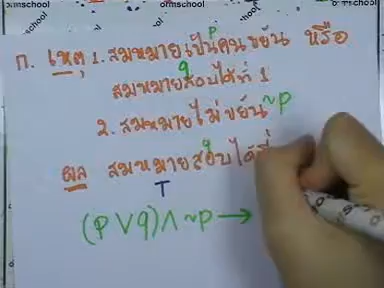 ormschool ormschool
ก. เหตุ 1. สมหมายเป็นคนขยัน หรือ
p
สมหมายสอบได้ที่ 1
q
2. สมหมายไม่ขยัน ~p
ผล สมหมายสอบได้ที่
q
T
(p ∨ q) ∧ ~p →